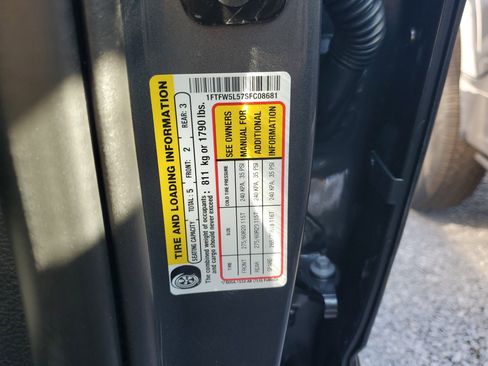 1FTFW5L57SFC08681
TIRE AND LOADING INFORMATION
SEATING CAPACITY TOTAL: 5 FRONT: 2 REAR: 3
The combined weight of occupants
and cargo should never exceed : 811 kg or 1790 lbs.
TIRE SIZE COLD TIRE PRESSURE
FRONT 275/60R20 115T 240 KPA, 35 PSI
REAR 275/60R20 115T 240 KPA, 35 PSI
SPARE 240 KPA, 35 PSI
SEE OWNERS
MANUAL FOR
ADDITIONAL
INFORMATION